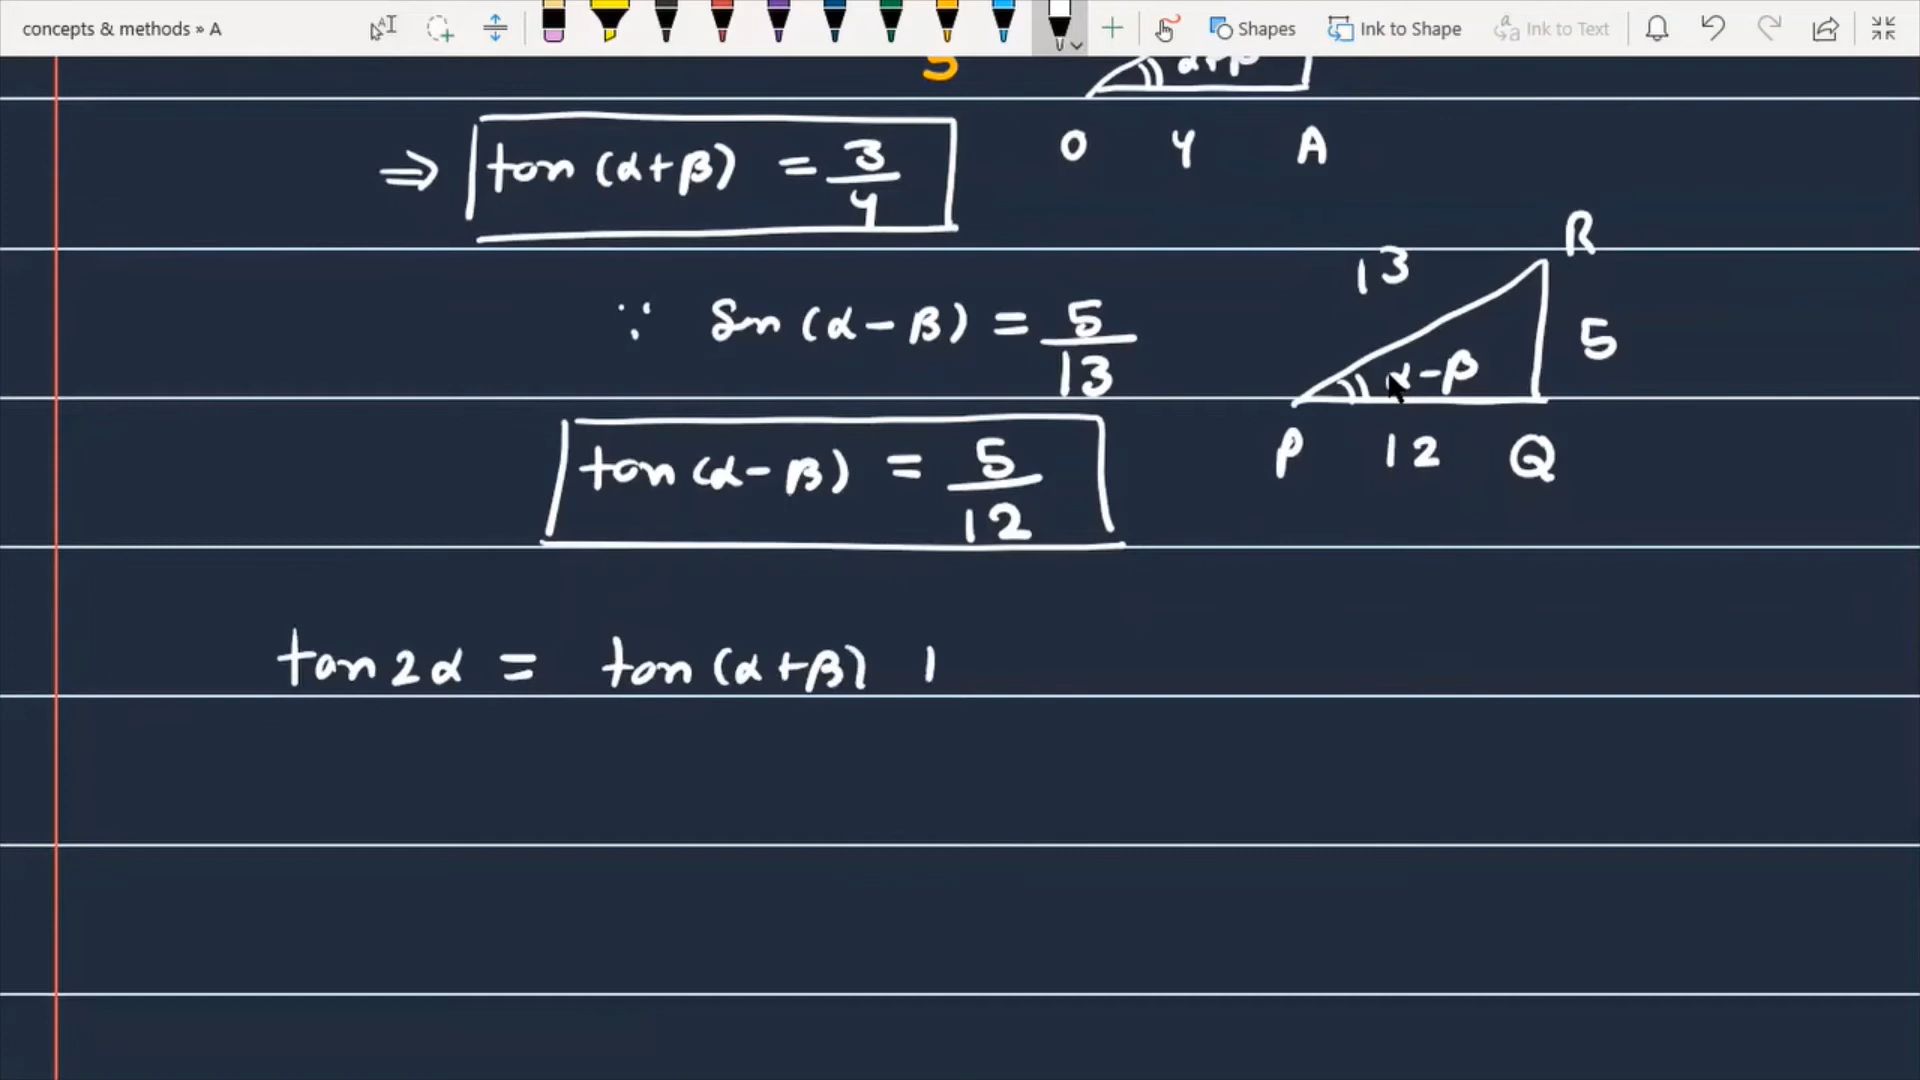 concepts & methods » A
Shapes
Ink to Shape
Ink to Text
5
α+β
O 4 A
⇒ tan (α+β) = 3/4
R
13
∵ Sin (α - β) = 5/13
5
α-β
P 12 Q
tan (α - β) = 5/12
tan 2α = tan (α+β) 1